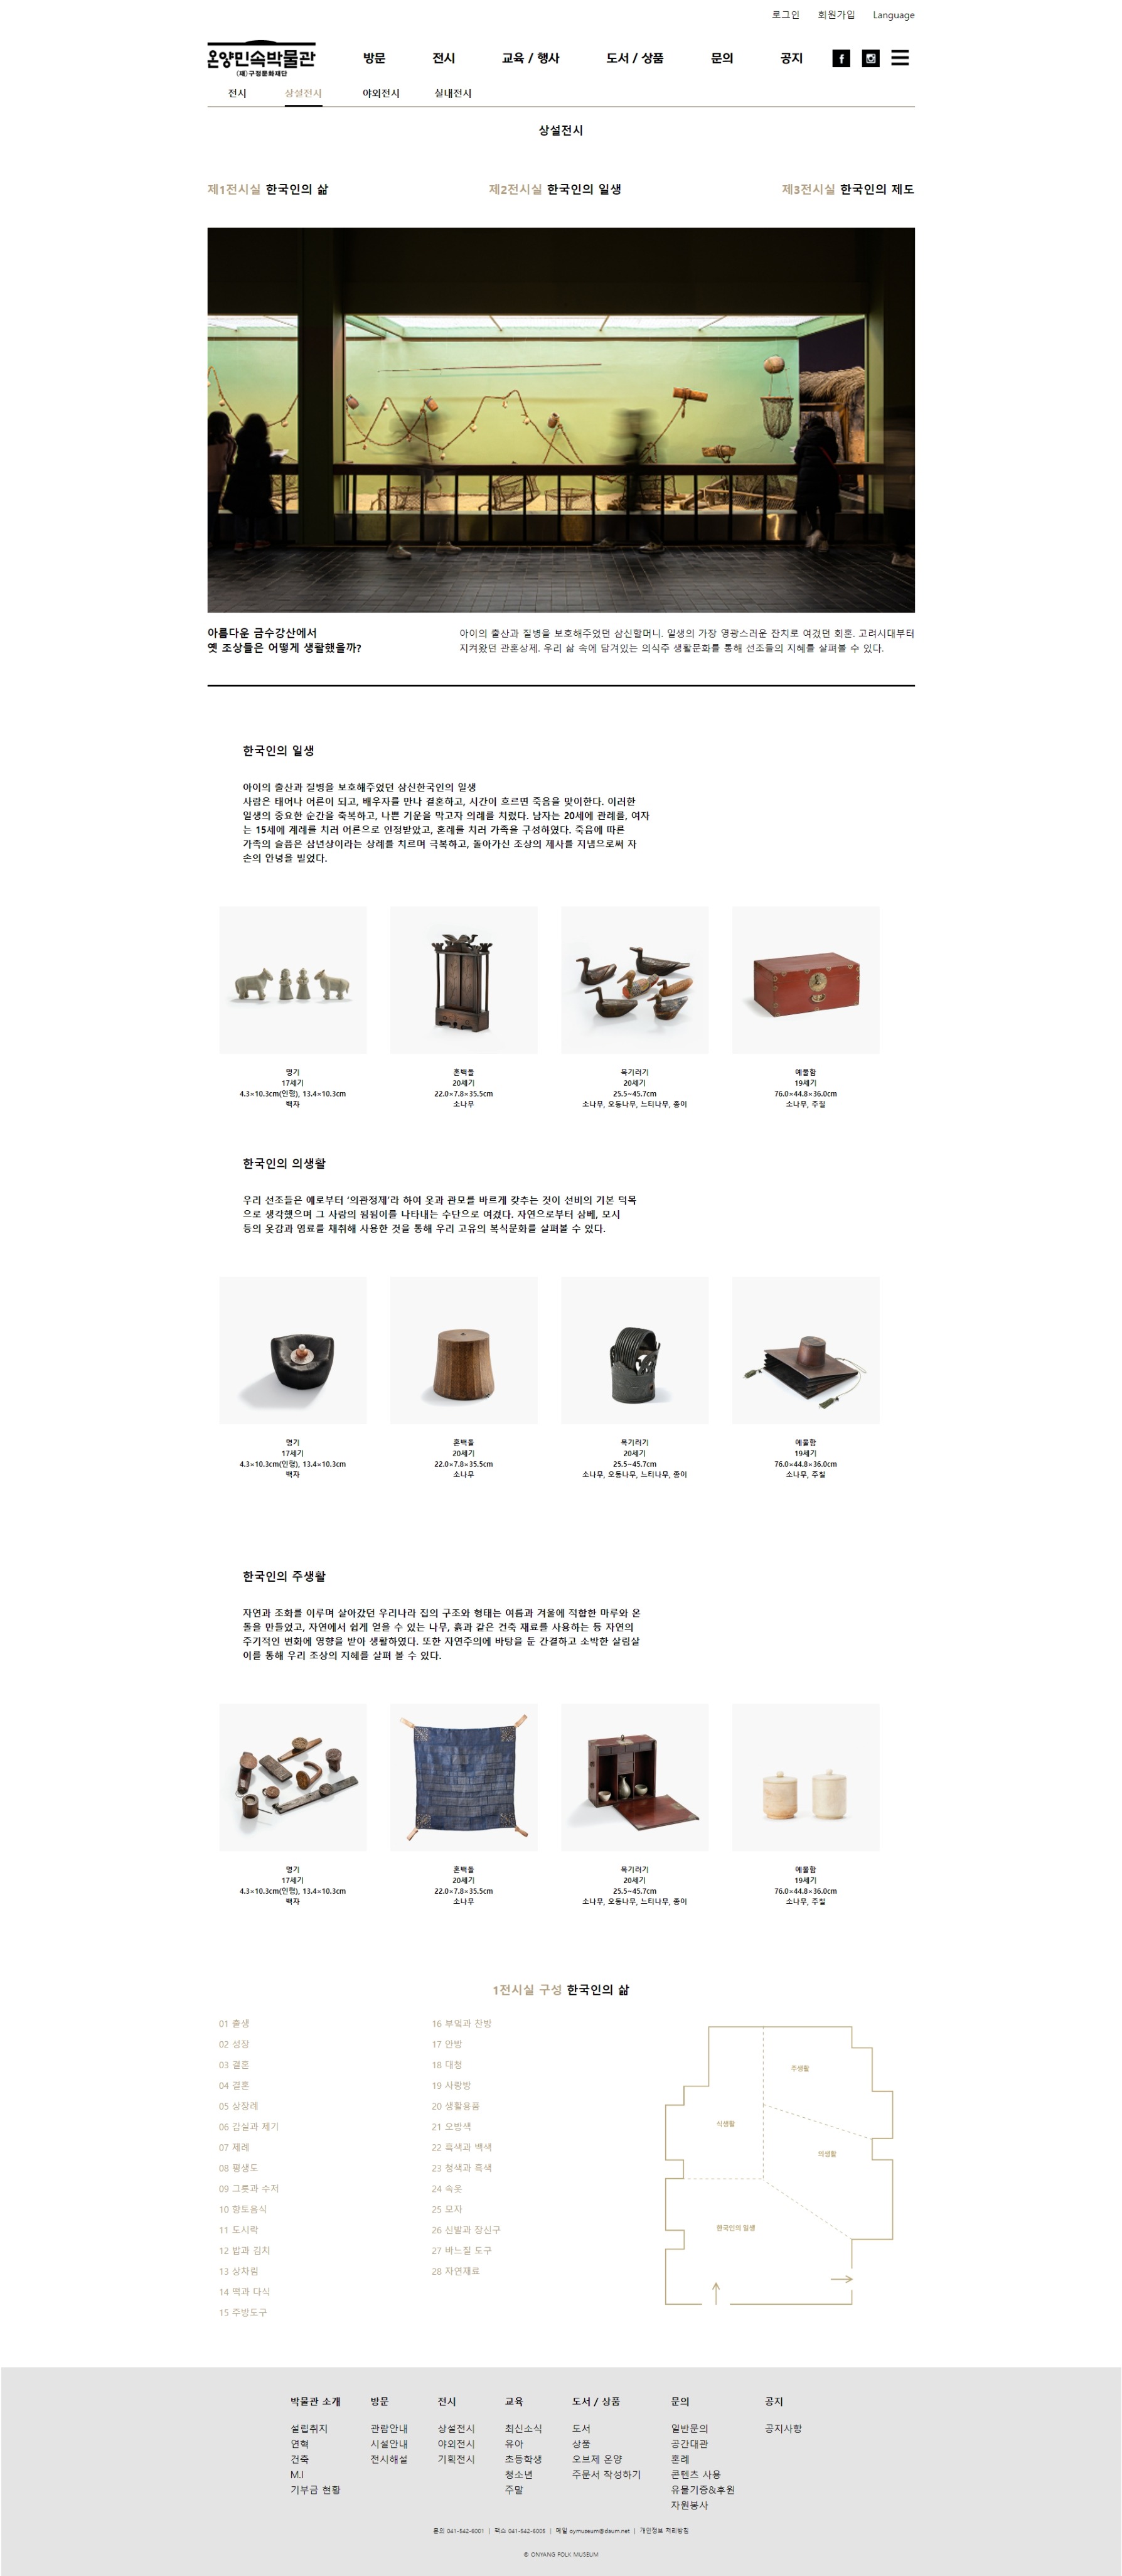 로그인 회원가입 Language
온양민속박물관
(재)구정문화재단
방문 전시 교육 / 행사 도서 / 상품 문의 공지
전시 상설전시 야외전시 실내전시
상설전시
제1전시실 한국인의 삶 제2전시실 한국인의 일생 제3전시실 한국인의 제도
아름다운 금수강산에서
옛 조상들은 어떻게 생활했을까?
아이의 출산과 질병을 보호해주었던 삼신할머니. 일생의 가장 영광스러운 잔치로 여겼던 회혼. 고려시대부터
지켜왔던 관혼상제. 우리 삶 속에 담겨있는 의식주 생활문화를 통해 선조들의 지혜를 살펴볼 수 있다.
한국인의 일생
아이의 출산과 질병을 보호해주었던 삼신한국인의 일생
사람은 태어나 어른이 되고, 배우자를 만나 결혼하고, 시간이 흐르면 죽음을 맞이한다. 이러한
일생의 중요한 순간을 축복하고, 나쁜 기운을 막고자 의례를 치렀다. 남자는 20세에 관례를, 여자
는 15세에 계례를 치러 어른으로 인정받았고, 혼례를 치러 가족을 구성하였다. 죽음에 따른
가족의 슬픔은 삼년상이라는 상례를 치르며 극복하고, 돌아가신 조상의 제사를 지냄으로써 자
손의 안녕을 빌었다.
명기 혼백틀 목기러기 예물함
17세기 20세기 20세기 19세기
4.3×10.3cm(인형), 13.4×10.3cm 22.0×7.8×35.5cm 25.5~45.7cm 76.0×44.8×36.0cm
백자 소나무 소나무, 오동나무, 느티나무, 종이 소나무, 주칠
한국인의 의생활
우리 선조들은 예로부터 ‘의관정제’라 하여 옷과 관모를 바르게 갖추는 것이 선비의 기본 덕목
으로 생각했으며 그 사람의 됨됨이를 나타내는 수단으로 여겼다. 자연으로부터 삼베, 모시
등의 옷감과 염료를 채취해 사용한 것을 통해 우리 고유의 복식문화를 살펴볼 수 있다.
명기 혼백틀 목기러기 예물함
17세기 20세기 20세기 19세기
4.3×10.3cm(인형), 13.4×10.3cm 22.0×7.8×35.5cm 25.5~45.7cm 76.0×44.8×36.0cm
백자 소나무 소나무, 오동나무, 느티나무, 종이 소나무, 주칠
한국인의 주생활
자연과 조화를 이루며 살아갔던 우리나라 집의 구조와 형태는 여름과 겨울에 적합한 마루와 온
돌을 만들었고, 자연에서 쉽게 얻을 수 있는 나무, 흙과 같은 건축 재료를 사용하는 등 자연의
주기적인 변화에 영향을 받아 생활하였다. 또한 자연주의에 바탕을 둔 간결하고 소박한 살림살
이를 통해 우리 조상의 지혜를 살펴 볼 수 있다.
명기 혼백틀 목기러기 예물함
17세기 20세기 20세기 19세기
4.3×10.3cm(인형), 13.4×10.3cm 22.0×7.8×35.5cm 25.5~45.7cm 76.0×44.8×36.0cm
백자 소나무 소나무, 오동나무, 느티나무, 종이 소나무, 주칠
1전시실 구성 한국인의 삶
01 출생
02 성장
03 결혼
04 결혼
05 상장례
06 감실과 제기
07 제례
08 평생도
09 그릇과 수저
10 향토음식
11 도시락
12 밥과 김치
13 상차림
14 떡과 다식
15 주방도구
16 부엌과 찬방
17 안방
18 대청
19 사랑방
20 생활용품
21 오방색
22 흑색과 백색
23 청색과 흑색
24 속옷
25 모자
26 신발과 장신구
27 바느질 도구
28 자연재료
주생활
식생활
의생활
한국인의 일생
박물관 소개 방문 전시 교육 도서 / 상품 문의 공지
설립취지 관람안내 상설전시 최신소식 도서 일반문의 공지사항
연혁 시설안내 야외전시 유아 상품 공간대관
건축 전시해설 기획전시 초등학생 오브제 온양 혼례
M.I 청소년 주문서 작성하기 콘텐츠 사용
기부금 현황 주말 유물기증&후원
자원봉사
문의 041-542-6001 | 팩스 041-542-6005 | 메일 oymuseum@daum.net | 개인정보 처리방침
© ONYANG FOLK MUSEUM